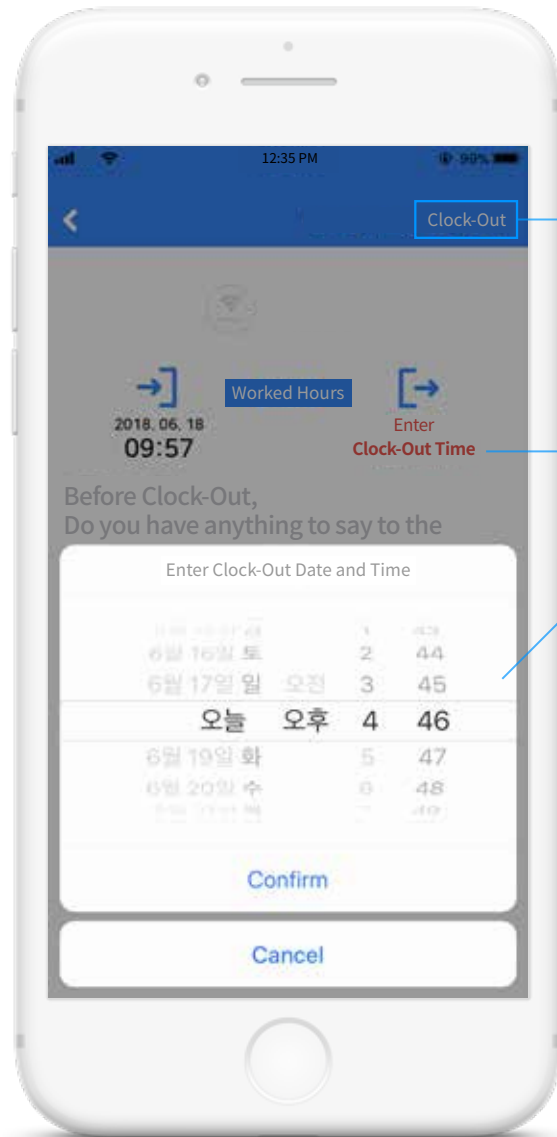 12:35 PM
99%
Clock-Out
Worked Hours
2018. 06. 18
09:57
Enter
Clock-Out Time
Before Clock-Out,
Do you have anything to say to the
Enter Clock-Out Date and Time
6월 16일 토 2 44
6월 17일 일 오전 3 45
오늘 오후 4 46
6월 19일 화 5 47
6월 20일 수 6 48
Confirm
Cancel